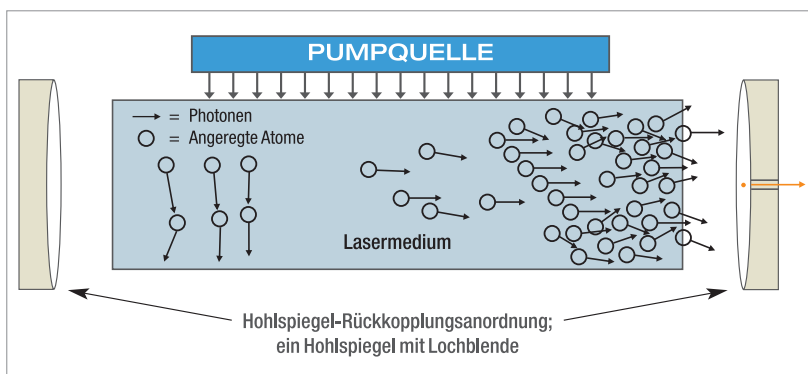 PUMPQUELLE
= Photonen
= Angeregte Atome
Lasermedium
Hohlspiegel-Rückkopplungsanordnung;
ein Hohlspiegel mit Lochblende